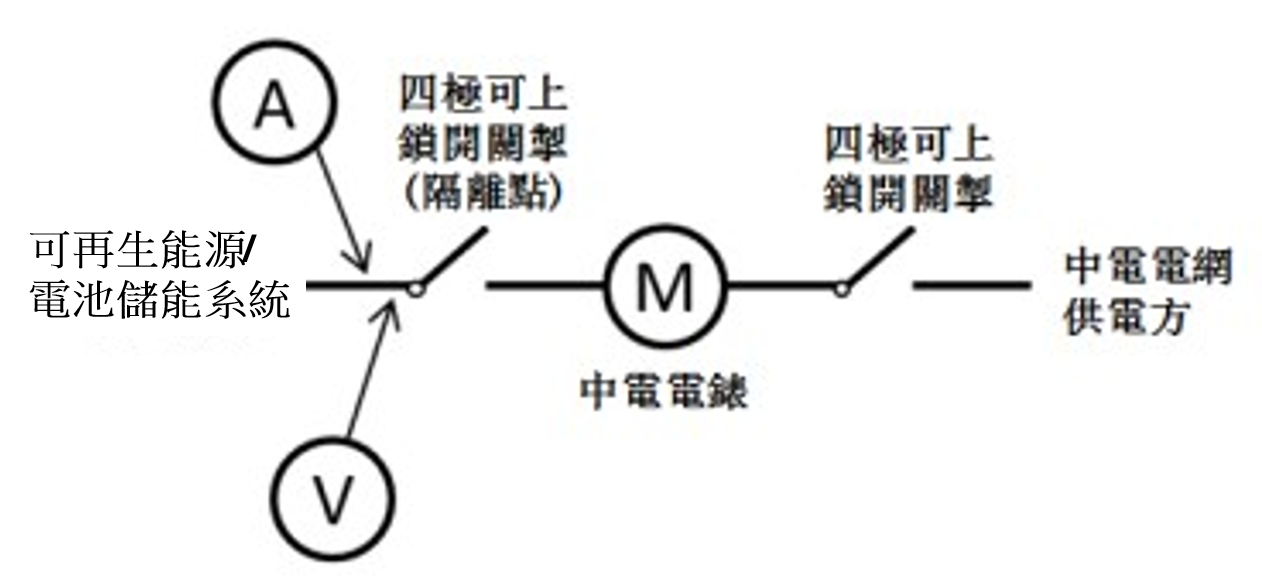 A
四極可上
鎖開關掣
(隔離點)
四極可上
鎖開關掣
可再生能源/
電池儲能系統
M
中電電網
供電方
中電電錶
V